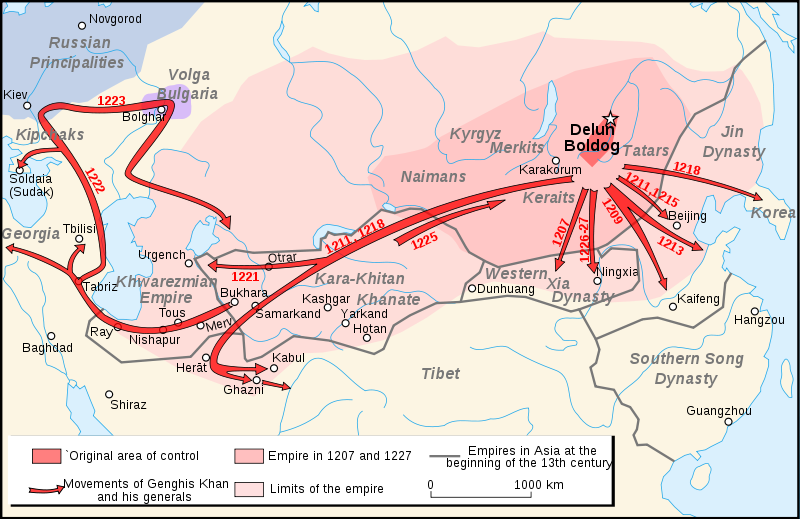 Novgorod
Russian
Principalities
Volga
Bulgaria
Kiev
1223
Bolghar
Kipchaks
1222
Soldaia
(Sudak)
Georgia
Tbilisi
Tabriz
Urgench
Khwarezmian
Empire
Otrar
1221
Bukhara
Samarkand
Tous
Merv
Ray
Nishapur
Baghdad
Herāt
Kabul
Ghazni
Shiraz
Kyrgyz
Merkits
Naimans
Deluh
Boldog
Tatars
Jin
Dynasty
Karakorum
Keraits
1218
1211,1215
1209
1207
1226-27
1213
Beijing
Korea
1211, 1218
1225
Kara-Khitan
Khanate
Kashgar
Yarkand
Hotan
Western
Xia
Dynasty
Dunhuang
Ningxia
Kaifeng
Hangzou
Tibet
Southern Song
Dynasty
Guangzhou
`Original area of control
Empire in 1207 and 1227
Empires in Asia at the
beginning of the 13th century
Movements of Genghis Khan
and his generals
Limits of the empire
0
1000 km